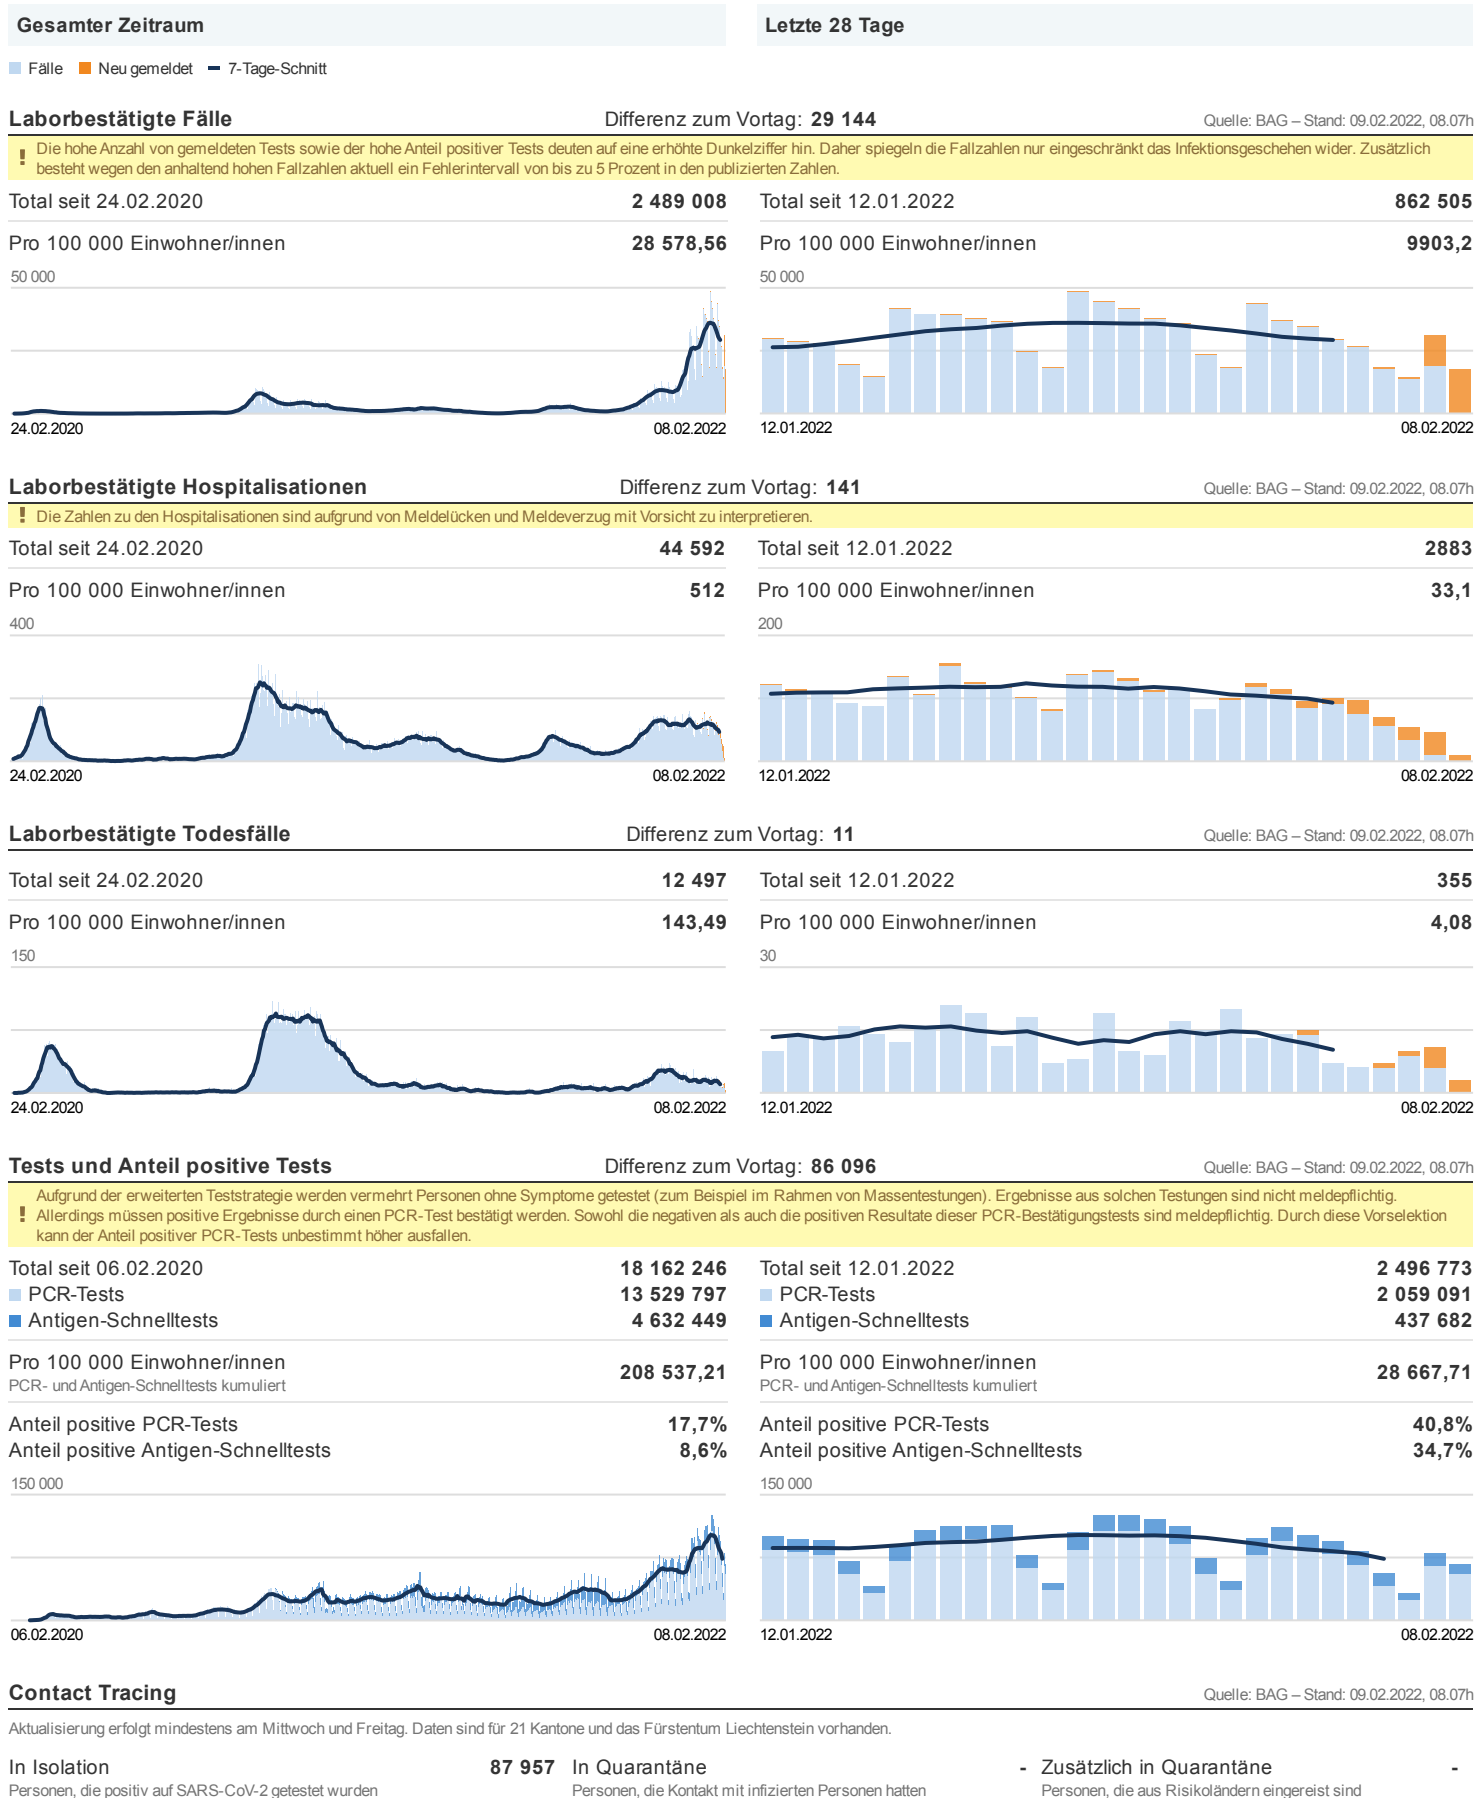 Gesamter Zeitraum
Letzte 28 Tage
Fälle Neu gemeldet 7-Tage-Schnitt
Laborbestätigte Fälle Differenz zum Vortag: 29 144 Quelle: BAG – Stand: 09.02.2022, 08.07h
! Die hohe Anzahl von gemeldeten Tests sowie der hohe Anteil positiver Tests deuten auf eine erhöhte Dunkelziffer hin. Daher spiegeln die Fallzahlen nur eingeschränkt das Infektionsgeschehen wider. Zusätzlich
besteht wegen den anhaltend hohen Fallzahlen aktuell ein Fehlerintervall von bis zu 5 Prozent in den publizierten Zahlen.
Total seit 24.02.2020 2 489 008 Total seit 12.01.2022 862 505
Pro 100 000 Einwohner/innen 28 578,56 Pro 100 000 Einwohner/innen 9903,2
50 000 50 000
24.02.2020 08.02.2022 12.01.2022 08.02.2022
Laborbestätigte Hospitalisationen Differenz zum Vortag: 141 Quelle: BAG – Stand: 09.02.2022, 08.07h
! Die Zahlen zu den Hospitalisationen sind aufgrund von Meldelücken und Meldeverzug mit Vorsicht zu interpretieren.
Total seit 24.02.2020 44 592 Total seit 12.01.2022 2883
Pro 100 000 Einwohner/innen 512 Pro 100 000 Einwohner/innen 33,1
400 200
24.02.2020 08.02.2022 12.01.2022 08.02.2022
Laborbestätigte Todesfälle Differenz zum Vortag: 11 Quelle: BAG – Stand: 09.02.2022, 08.07h
Total seit 24.02.2020 12 497 Total seit 12.01.2022 355
Pro 100 000 Einwohner/innen 143,49 Pro 100 000 Einwohner/innen 4,08
150 30
24.02.2020 08.02.2022 12.01.2022 08.02.2022
Tests und Anteil positive Tests Differenz zum Vortag: 86 096 Quelle: BAG – Stand: 09.02.2022, 08.07h
Aufgrund der erweiterten Teststrategie werden vermehrt Personen ohne Symptome getestet (zum Beispiel im Rahmen von Massentestungen). Ergebnisse aus solchen Testungen sind nicht meldepflichtig.
! Allerdings müssen positive Ergebnisse durch einen PCR-Test bestätigt werden. Sowohl die negativen als auch die positiven Resultate dieser PCR-Bestätigungstests sind meldepflichtig. Durch diese Vorselektion
kann der Anteil positiver PCR-Tests unbestimmt höher ausfallen.
Total seit 06.02.2020 18 162 246 Total seit 12.01.2022 2 496 773
PCR-Tests 13 529 797 PCR-Tests 2 059 091
Antigen-Schnelltests 4 632 449 Antigen-Schnelltests 437 682
Pro 100 000 Einwohner/innen 208 537,21 Pro 100 000 Einwohner/innen 28 667,71
PCR- und Antigen-Schnelltests kumuliert PCR- und Antigen-Schnelltests kumuliert
Anteil positive PCR-Tests 17,7% Anteil positive PCR-Tests 40,8%
Anteil positive Antigen-Schnelltests 8,6% Anteil positive Antigen-Schnelltests 34,7%
150 000 150 000
06.02.2020 08.02.2022 12.01.2022 08.02.2022
Contact Tracing Quelle: BAG – Stand: 09.02.2022, 08.07h
Aktualisierung erfolgt mindestens am Mittwoch und Freitag. Daten sind für 21 Kantone und das Fürstentum Liechtenstein vorhanden.
In Isolation 87 957 In Quarantäne - Zusätzlich in Quarantäne -
Personen, die positiv auf SARS-CoV-2 getestet wurden Personen, die Kontakt mit infizierten Personen hatten Personen, die aus Risikoländern eingereist sind